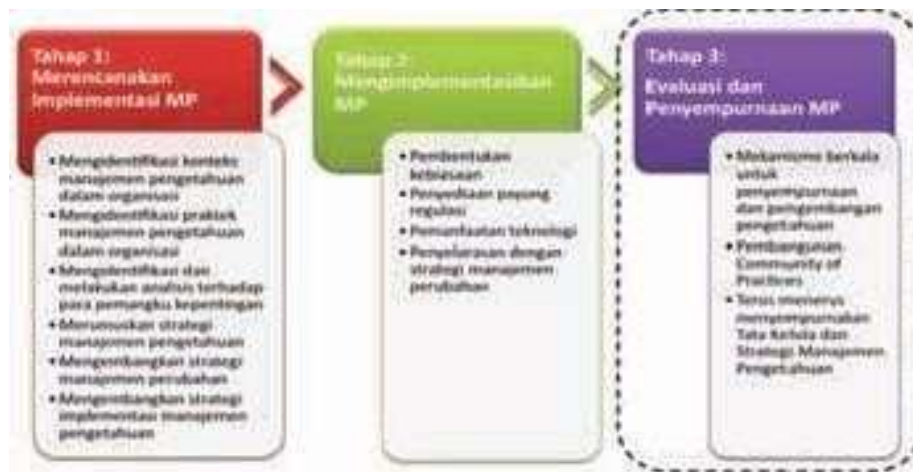 Tahap 1:
Merencanakan
Implementasi MP
• Mengidentifikasi konteks
manajemen pengetahuan
dalam organisasi
• Mengidentifikasi praktek
manajemen pengetahuan
dalam organisasi
• Mengidentifikasi dan
melakukan analisis terhadap
para pemangku kepentingan
• Merumuskan strategi
manajemen pengetahuan
• Mengembangkan strategi
manajemen perubahan
• Mengembangkan strategi
implementasi manajemen
pengetahuan
Tahap 2:
Mengimplementasikan
MP
• Pembentukan
kebiasaan
• Penyediaan payung
regulasi
• Pemanfaatan teknologi
• Penyelarasan dengan
strategi manajemen
perubahan
Tahap 3:
Evaluasi dan
Penyempurnaan MP
• Mekanisme berkala
untuk
penyempurnaan
dan pengembangan
pengetahuan
• Pembangunan
Community of
Practices
• Terus menerus
menyempurnakan
Tata Kelola dan
Strategi Manajemen
Pengetahuan